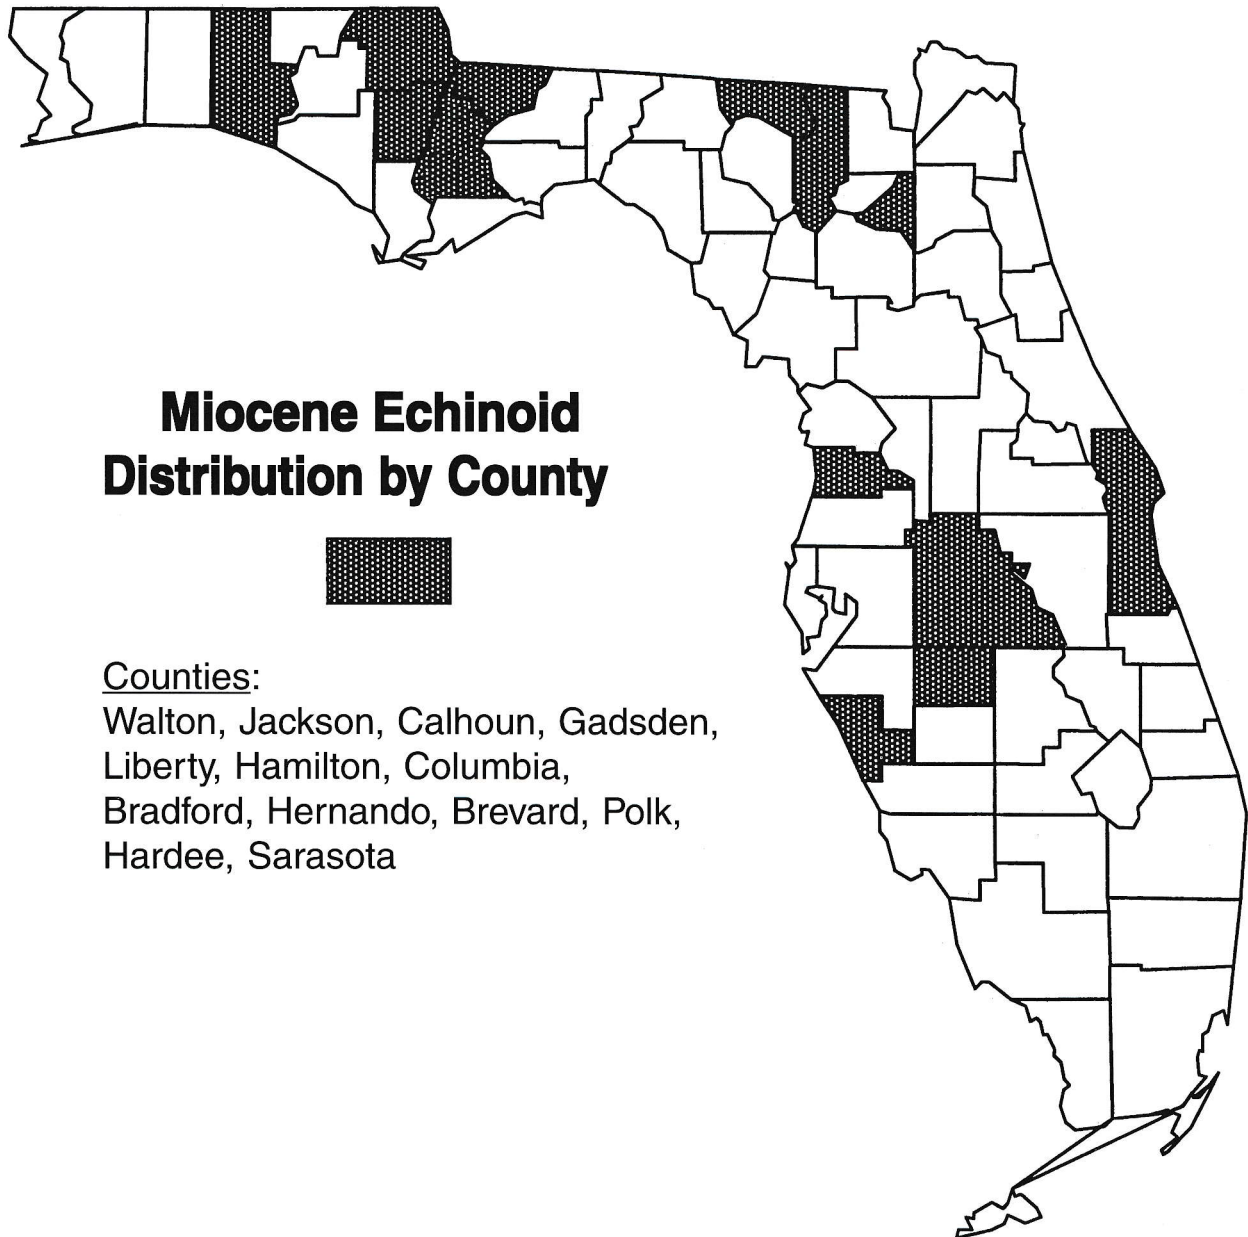 Miocene Echinoid
Distribution by County
Counties:
Walton, Jackson, Calhoun, Gadsden,
Liberty, Hamilton, Columbia,
Bradford, Hernando, Brevard, Polk,
Hardee, Sarasota